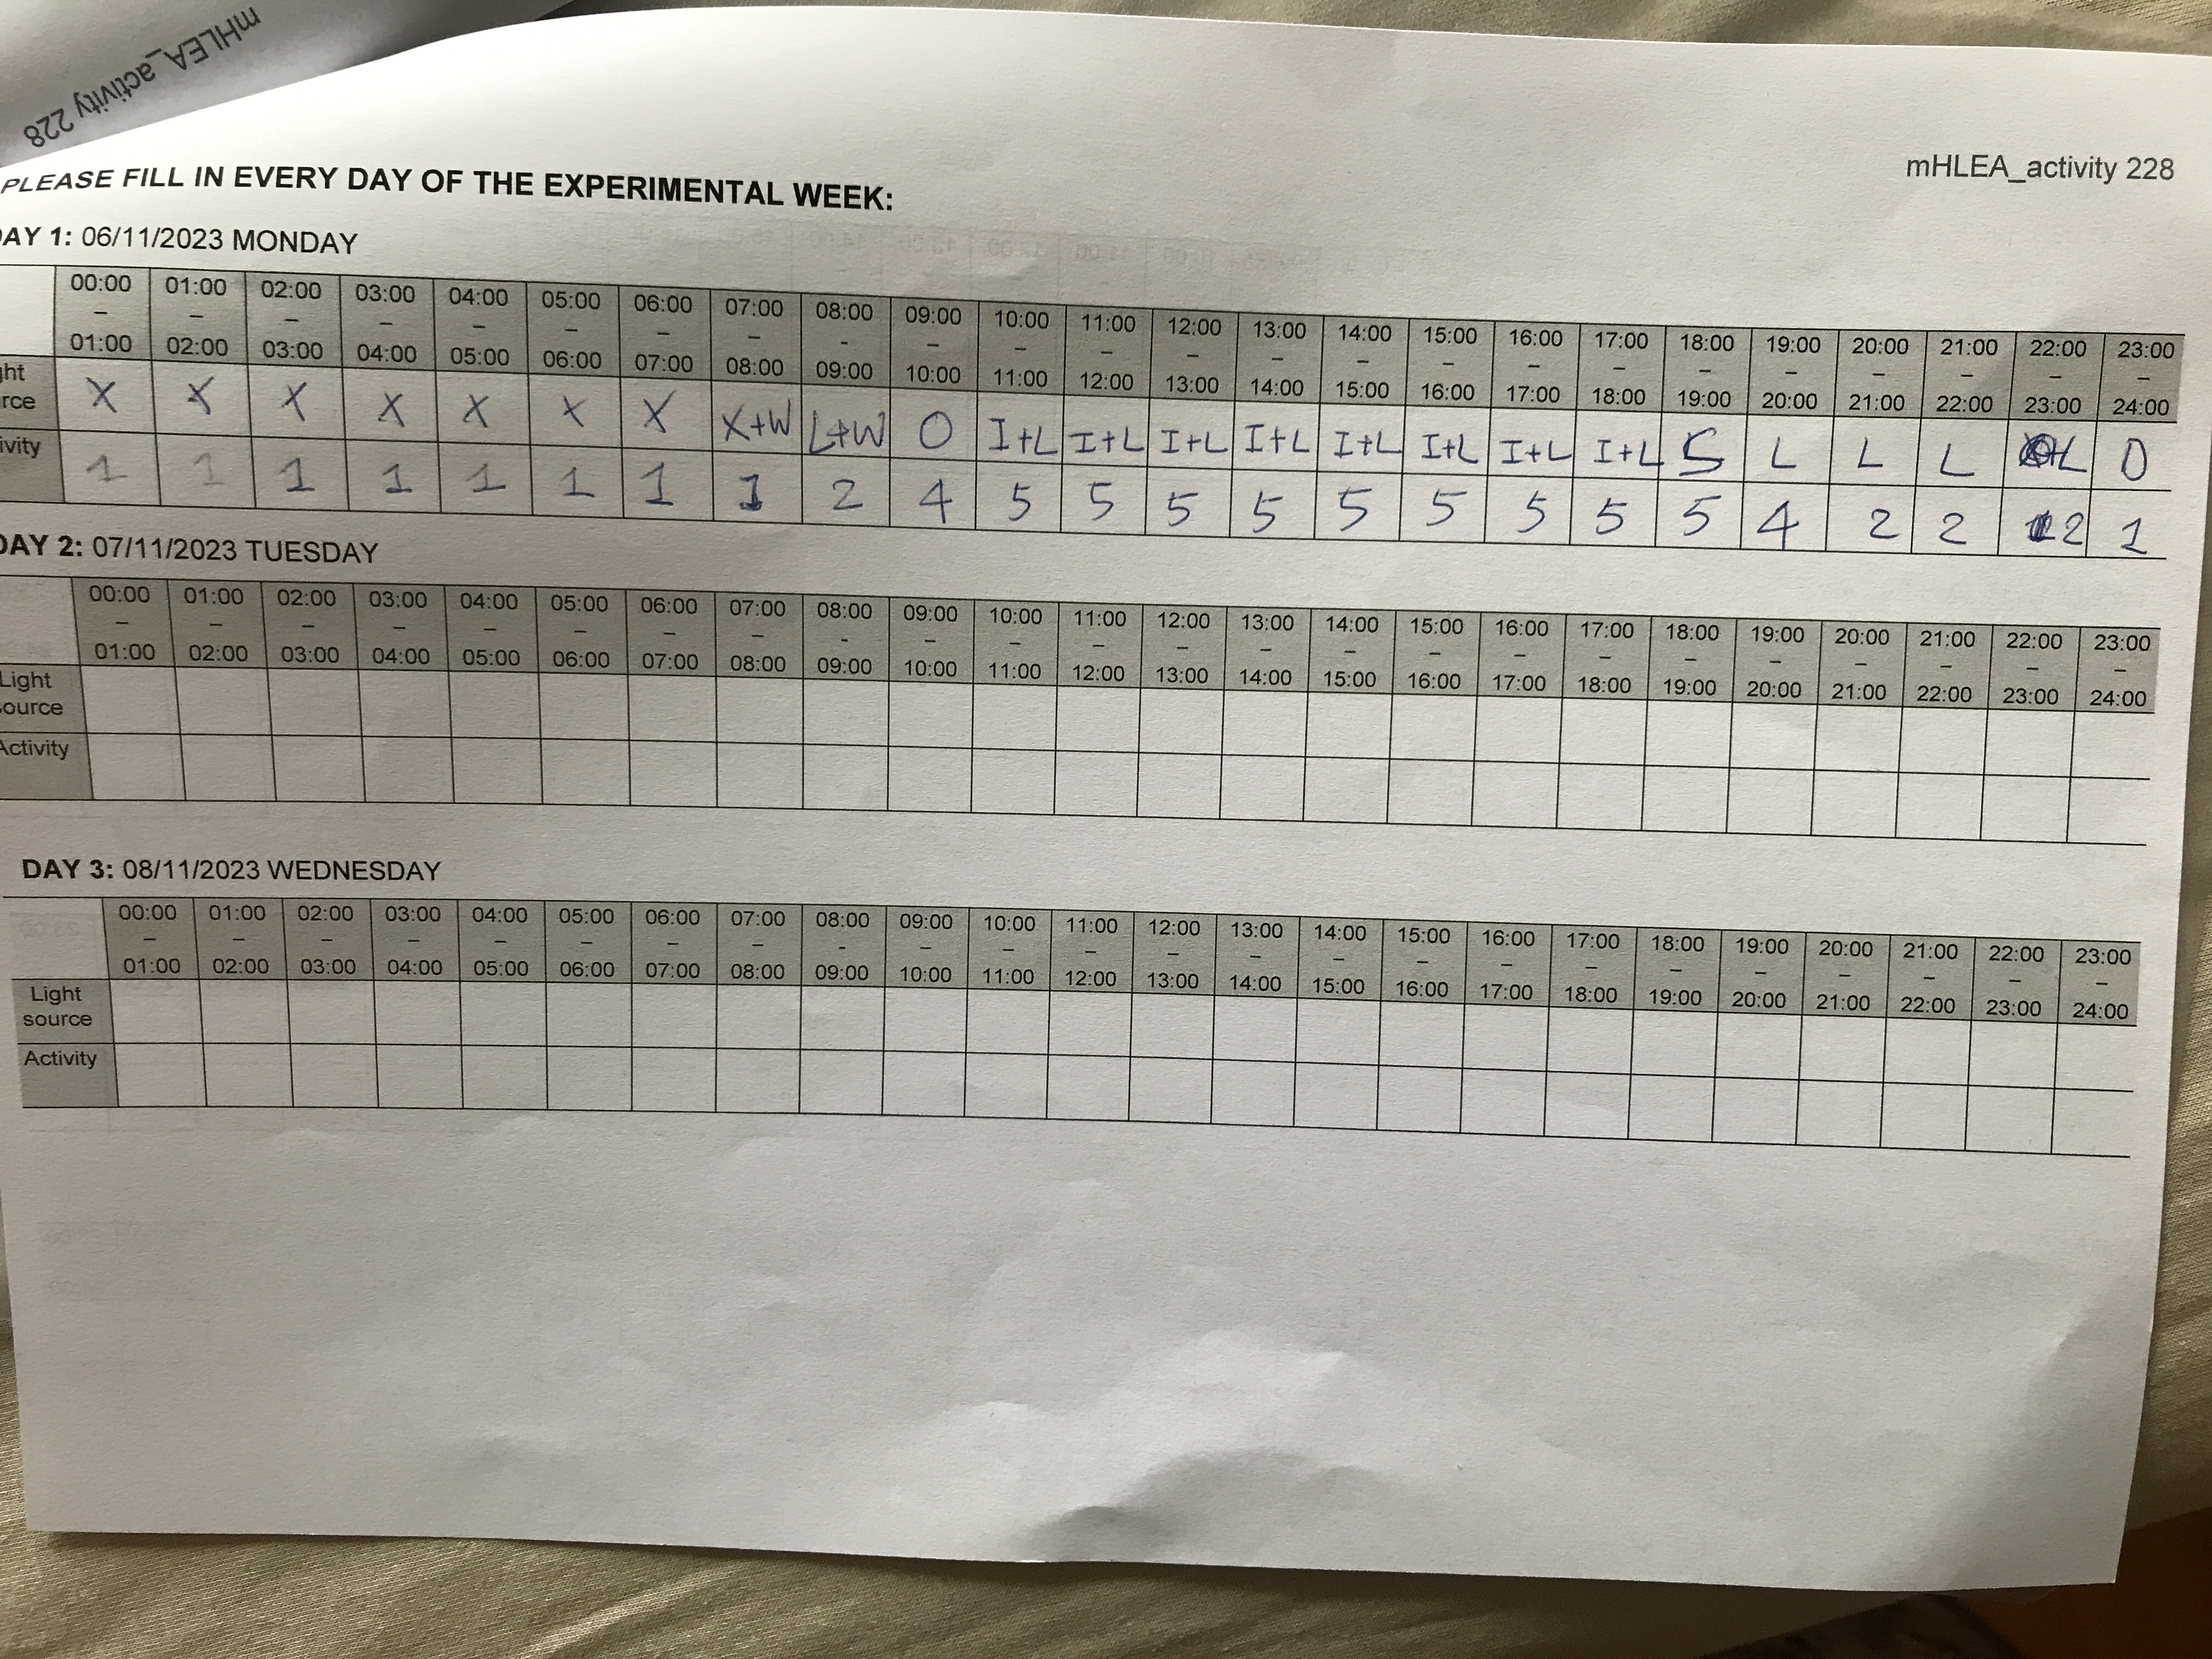 mHLEA_activity 228
mHLEA_activity 228
PLEASE FILL IN EVERY DAY OF THE EXPERIMENTAL WEEK:
DAY 1: 06/11/2023 MONDAY
00:00 01:00 02:00 03:00 04:00 05:00 06:00 07:00 08:00 09:00 10:00 11:00 12:00 13:00 14:00 15:00 16:00 17:00 18:00 19:00 20:00 21:00 22:00 23:00
– – – – – – – – - – – – – – – – – – – – – – – –
01:00 02:00 03:00 04:00 05:00 06:00 07:00 08:00 09:00 10:00 11:00 12:00 13:00 14:00 15:00 16:00 17:00 18:00 19:00 20:00 21:00 22:00 23:00 24:00
ght
rce X X X X X X X X+W L+W O I+L I+L I+L I+L I+L I+L I+L I+L L L L L O
ivity 1 1 1 1 1 1 1 1 2 4 5 5 5 5 5 5 5 5 5 4 2 2 2 1
DAY 2: 07/11/2023 TUESDAY
00:00 01:00 02:00 03:00 04:00 05:00 06:00 07:00 08:00 09:00 10:00 11:00 12:00 13:00 14:00 15:00 16:00 17:00 18:00 19:00 20:00 21:00 22:00 23:00
– – – – – – – – - – – – – – – – – – – – – – – –
01:00 02:00 03:00 04:00 05:00 06:00 07:00 08:00 09:00 10:00 11:00 12:00 13:00 14:00 15:00 16:00 17:00 18:00 19:00 20:00 21:00 22:00 23:00 24:00
Light
source
Activity
DAY 3: 08/11/2023 WEDNESDAY
00:00 01:00 02:00 03:00 04:00 05:00 06:00 07:00 08:00 09:00 10:00 11:00 12:00 13:00 14:00 15:00 16:00 17:00 18:00 19:00 20:00 21:00 22:00 23:00
– – – – – – – – - – – – – – – – – – – – – – – –
01:00 02:00 03:00 04:00 05:00 06:00 07:00 08:00 09:00 10:00 11:00 12:00 13:00 14:00 15:00 16:00 17:00 18:00 19:00 20:00 21:00 22:00 23:00 24:00
Light
source
Activity